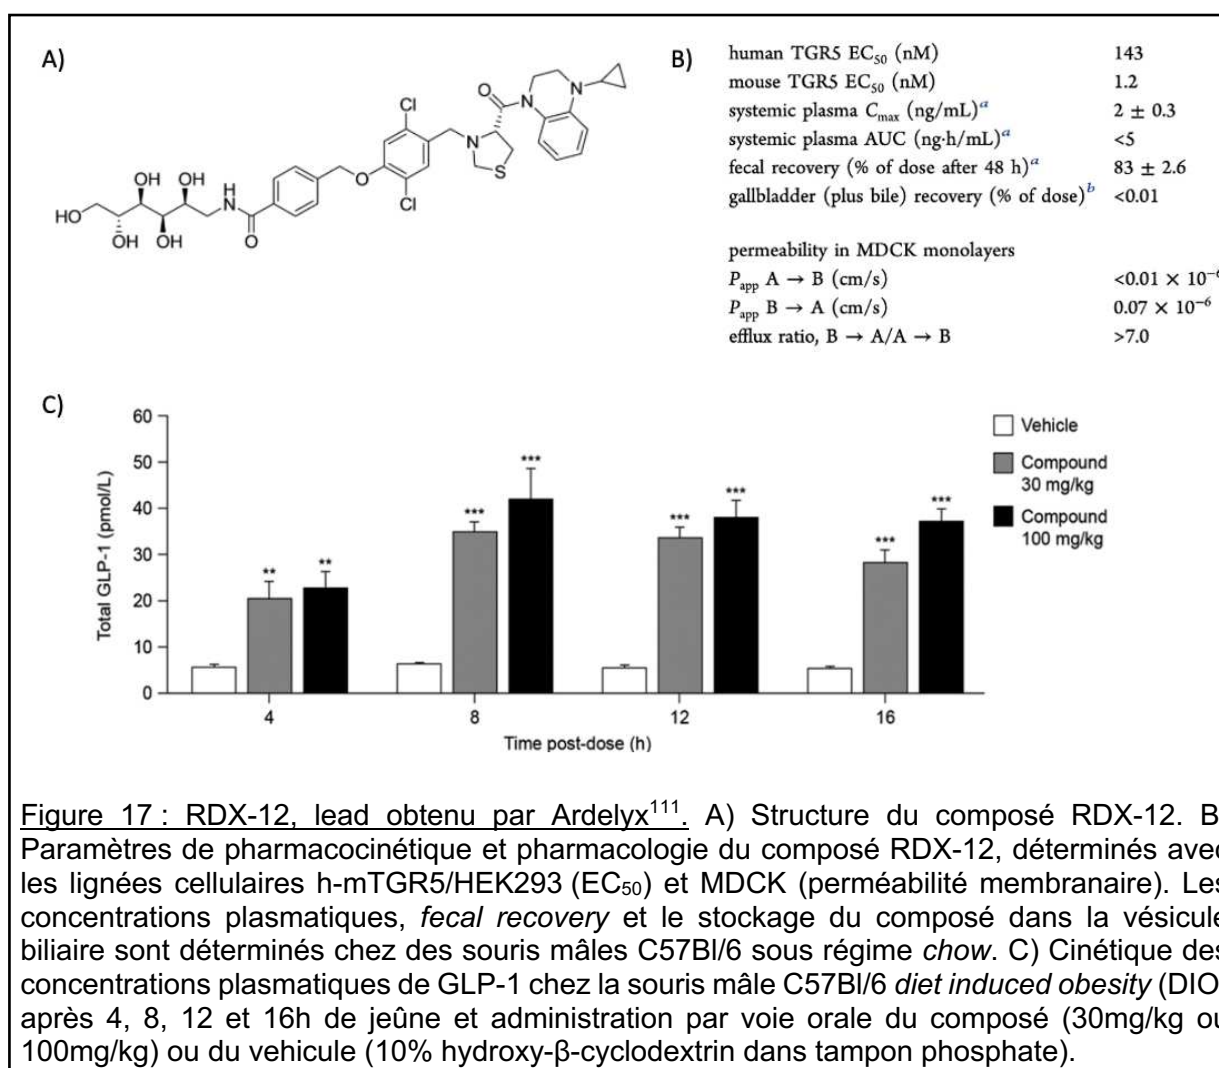 A)
Cl
Cl
O
N
N
N
S
O
OH
OH
HO
OH
OH
H
N
O
B)
human TGR5 EC50 (nM) 143
mouse TGR5 EC50 (nM) 1.2
systemic plasma Cmax (ng/mL)a 2 ± 0.3
systemic plasma AUC (ng·h/mL)a <5
fecal recovery (% of dose after 48 h)a 83 ± 2.6
gallbladder (plus bile) recovery (% of dose)b <0.01
permeability in MDCK monolayers
Papp A → B (cm/s) <0.01 × 10−6
Papp B → A (cm/s) 0.07 × 10−6
efflux ratio, B → A/A → B >7.0
C)
Total GLP-1 (pmol/L)
60
50
40
30
20
10
0
** **
*** ***
*** ***
*** ***
4 8 12 16
Time post-dose (h)
Vehicle
Compound
30 mg/kg
Compound
100 mg/kg
Figure 17 : RDX-12, lead obtenu par Ardelyx111. A) Structure du composé RDX-12. B
Paramètres de pharmacocinétique et pharmacologie du composé RDX-12, déterminés avec
les lignées cellulaires h-mTGR5/HEK293 (EC50) et MDCK (perméabilité membranaire). Les
concentrations plasmatiques, fecal recovery et le stockage du composé dans la vésicule
biliaire sont déterminés chez des souris mâles C57Bl/6 sous régime chow. C) Cinétique des
concentrations plasmatiques de GLP-1 chez la souris mâle C57Bl/6 diet induced obesity (DIO
après 4, 8, 12 et 16h de jeûne et administration par voie orale du composé (30mg/kg ou
100mg/kg) ou du vehicule (10% hydroxy-β-cyclodextrin dans tampon phosphate).